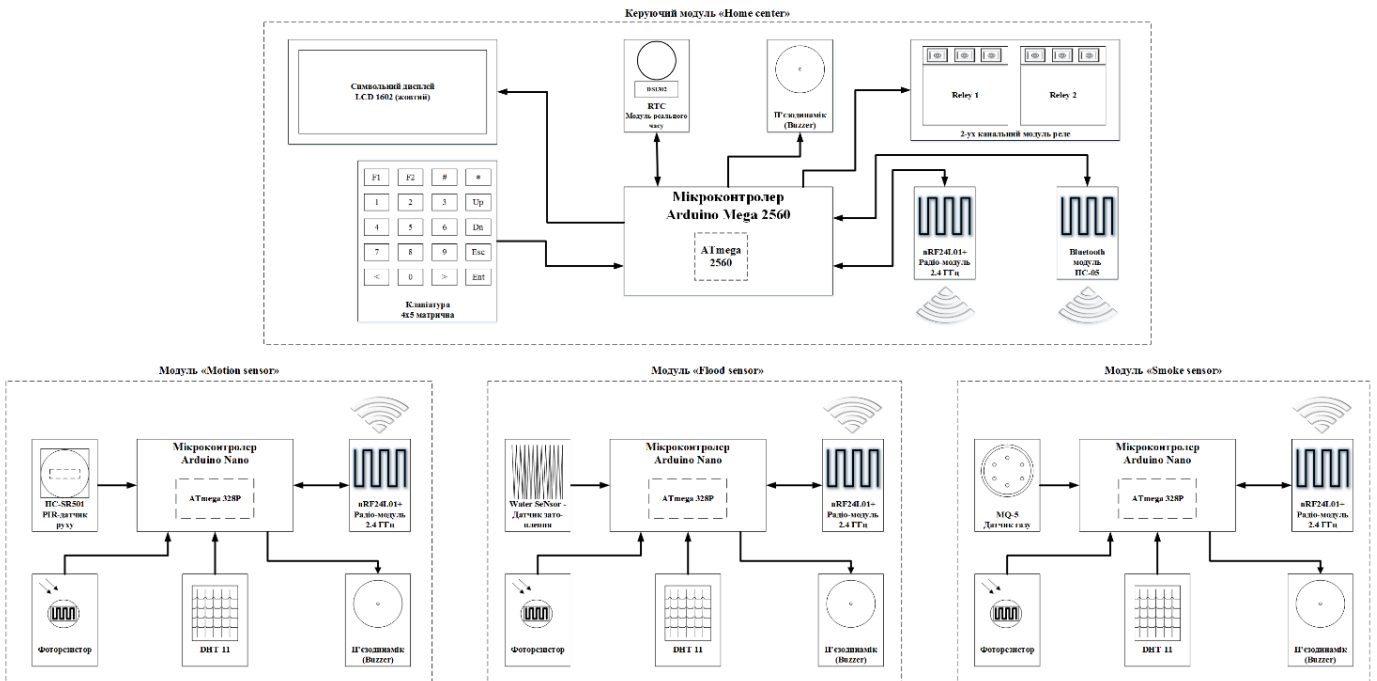 Керуючий модуль «Home center»
Символьний дисплей
LCD 1602 (жовтий)
DS1302
RTC
Модуль реального
часу
П'єзодинамік
(Buzzer)
Reley 1
Reley 2
2-ух канальний модуль реле
F1 F2 # *
1 2 3 Up
4 5 6 Dn
7 8 9 Esc
< 0 > Ent
Клавіатура
4x5 матрична
Мікроконтролер
Arduino Mega 2560
ATmega
2560
nRF24L01+
Радіо-модуль
2.4 ГГц
Bluetooth
модуль
HC-05
Модуль «Motion sensor»
HC-SR501
PIR-датчик
руху
Мікроконтролер
Arduino Nano
ATmega 328P
nRF24L01+
Радіо-модуль
2.4 ГГц
Фоторезистор
DHT 11
П'єзодинамік
(Buzzer)
Модуль «Flood sensor»
Water SeNsor -
Датчик зато-
плення
Мікроконтролер
Arduino Nano
ATmega 328P
nRF24L01+
Радіо-модуль
2.4 ГГц
Фоторезистор
DHT 11
П'єзодинамік
(Buzzer)
Модуль «Smoke sensor»
MQ-5
Датчик газу
Мікроконтролер
Arduino Nano
ATmega 328P
nRF24L01+
Радіо-модуль
2.4 ГГц
Фоторезистор
DHT 11
П'єзодинамік
(Buzzer)